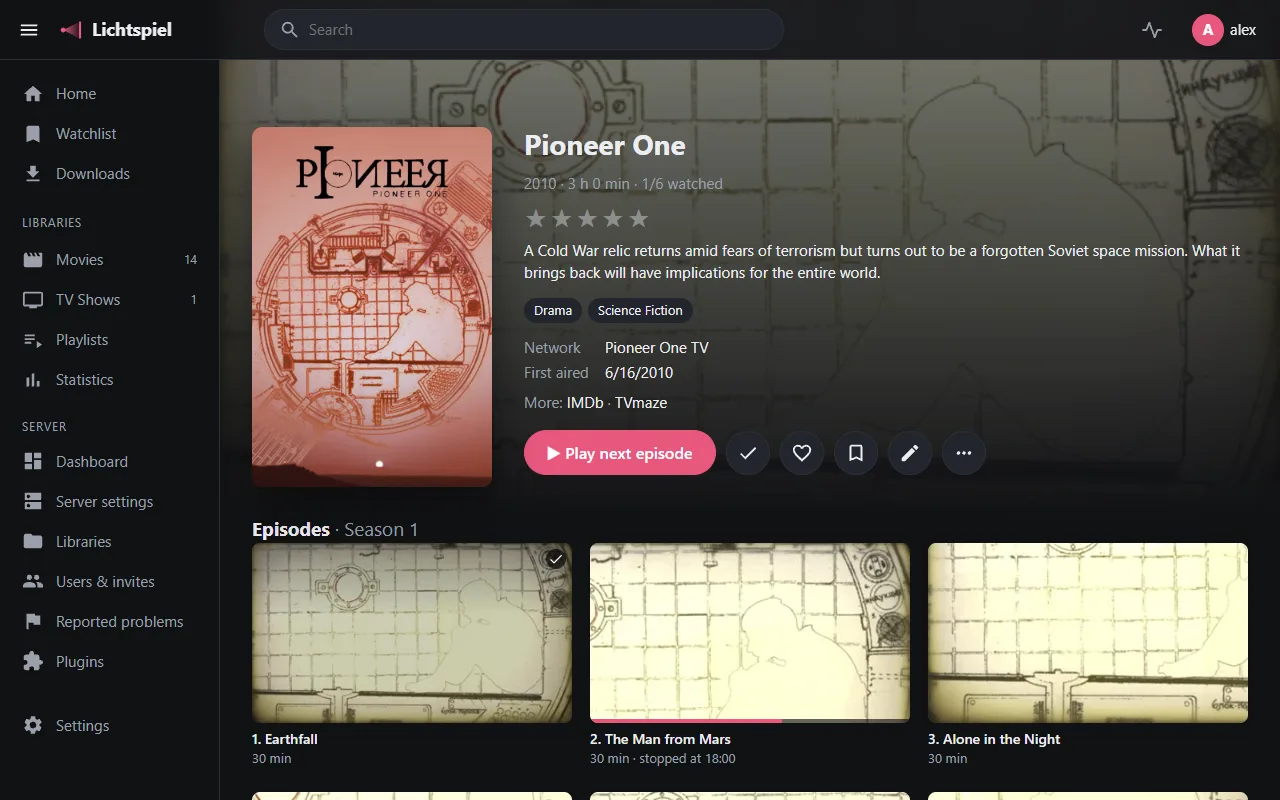 Lichtspiel
Search
A
alex
Home
Watchlist
Downloads
LIBRARIES
Movies 14
TV Shows 1
Playlists
Statistics
SERVER
Dashboard
Server settings
Libraries
Users & invites
Reported problems
Plugins
Settings
PIONEEЯ
PIONEER ONE
Pioneer One
2010 · 3 h 0 min · 1/6 watched
A Cold War relic returns amid fears of terrorism but turns out to be a forgotten Soviet space mission. What it
brings back will have implications for the entire world.
Drama Science Fiction
Network Pioneer One TV
First aired 6/16/2010
More: IMDb · TVmaze
Play next episode
Episodes · Season 1
1. Earthfall
30 min
2. The Man from Mars
30 min · stopped at 18:00
3. Alone in the Night
30 min